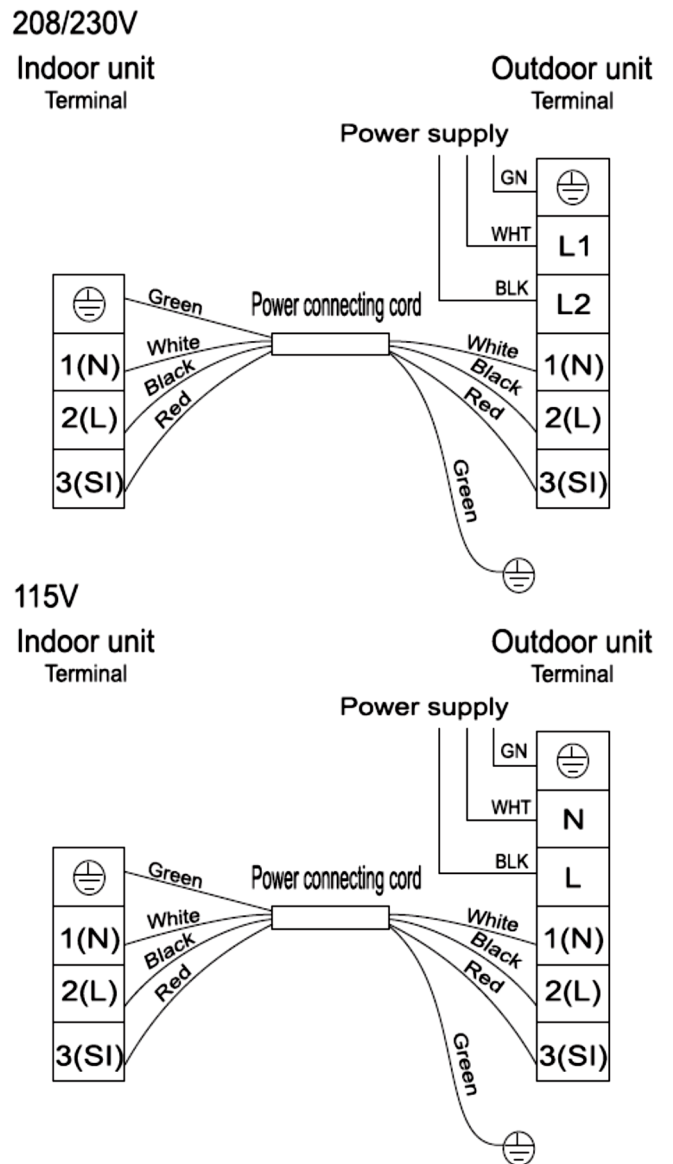 208/230V
Indoor unit
Terminal
Outdoor unit
Terminal
Power supply
GN
WHT
L1
BLK
L2
Green
Power connecting cord
White
1(N)
Black
2(L)
Red
3(SI)
White
1(N)
Black
2(L)
Red
3(SI)
Green
115V
Indoor unit
Terminal
Outdoor unit
Terminal
Power supply
GN
WHT
N
BLK
L
Green
Power connecting cord
White
1(N)
Black
2(L)
Red
3(SI)
White
1(N)
Black
2(L)
Red
3(SI)
Green